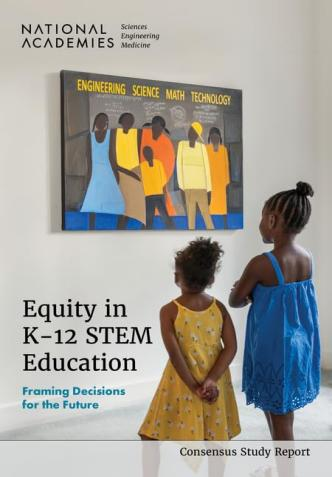 NATIONAL
ACADEMIES
Sciences
Engineering
Medicine
ENGINEERING SCIENCE MATH TECHNOLOGY
Equity in
K–12 STEM
Education
Framing Decisions
for the Future
Consensus Study Report